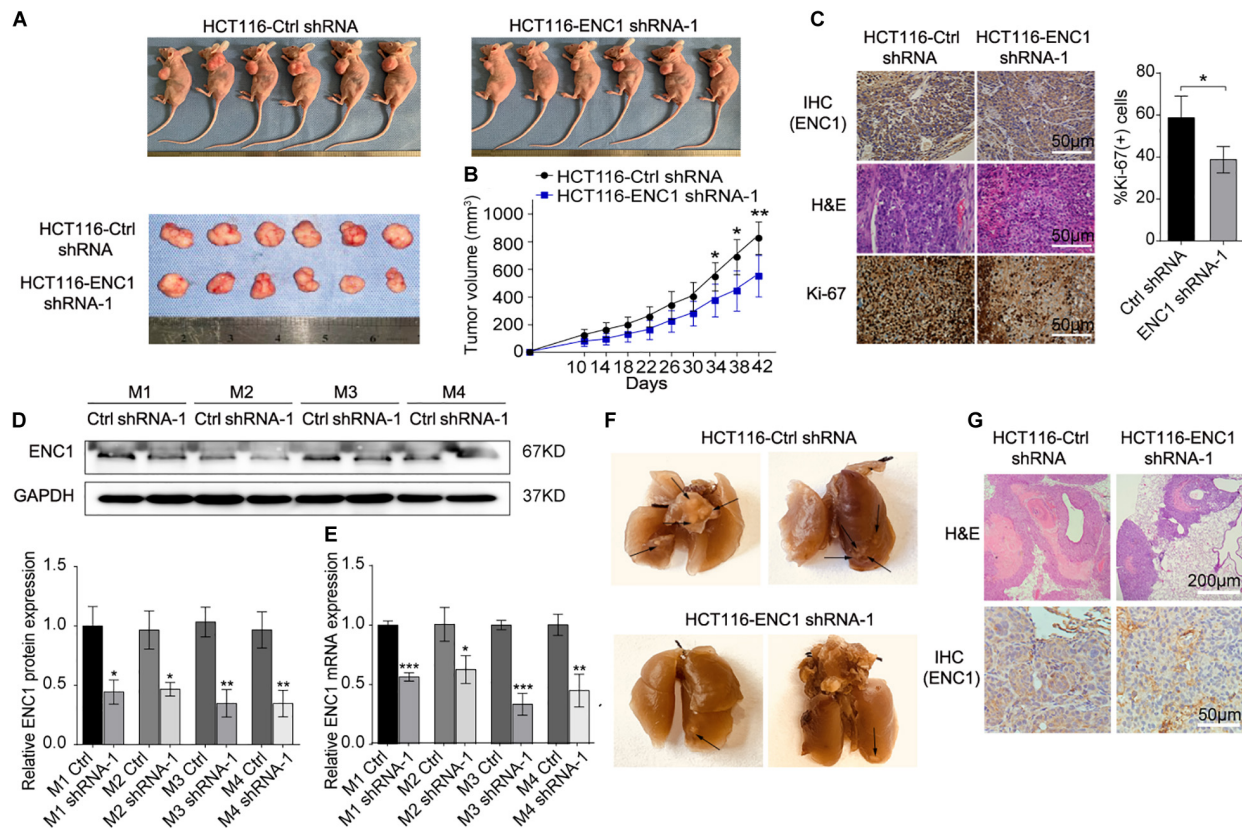 A
HCT116-Ctrl shRNA
HCT116-ENC1 shRNA-1
HCT116-Ctrl
shRNA
HCT116-ENC1
shRNA-1
2 3 4 5 6
B
HCT116-Ctrl shRNA
HCT116-ENC1 shRNA-1
Tumor volume (mm³)
1000
800
600
400
200
0
* * **
10 14 18 22 26 30 34 38 42
Days
C
HCT116-Ctrl
shRNA
HCT116-ENC1
shRNA-1
IHC
(ENC1)
50μm
H&E
50μm
Ki-67
50μm
%Ki-67(+) cells
80
60
40
20
0
*
Ctrl shRNA
ENC1 shRNA-1
D
M1 M2 M3 M4
Ctrl shRNA-1 Ctrl shRNA-1 Ctrl shRNA-1 Ctrl shRNA-1
ENC1 67KD
GAPDH 37KD
Relative ENC1 protein expression
1.5
1.0
0.5
0.0
* * ** **
M1 Ctrl
M1 shRNA-1
M2 Ctrl
M2 shRNA-1
M3 Ctrl
M3 shRNA-1
M4 Ctrl
M4 shRNA-1
E
Relative ENC1 mRNA expression
1.5
1.0
0.5
0.0
*** * *** **
M1 Ctrl
M1 shRNA-1
M2 Ctrl
M2 shRNA-1
M3 Ctrl
M3 shRNA-1
M4 Ctrl
M4 shRNA-1
F
HCT116-Ctrl shRNA
HCT116-ENC1 shRNA-1
G
HCT116-Ctrl
shRNA
HCT116-ENC1
shRNA-1
H&E
200μm
IHC
(ENC1)
50μm